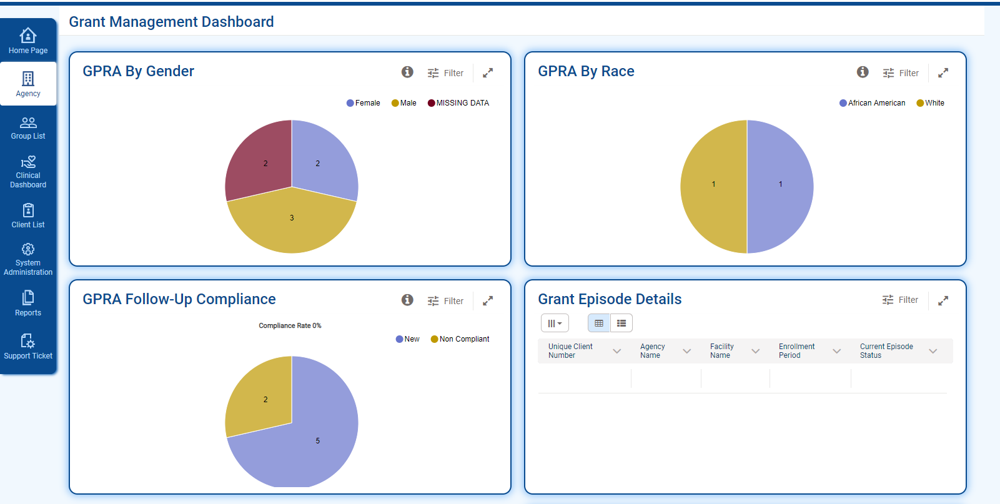 Grant Management Dashboard
Home Page
Agency
Group List
Clinical
Dashboard
Client List
System
Administration
Reports
Support Ticket
GPRA By Gender
Filter
Female Male MISSING DATA
2 2
3
GPRA By Race
Filter
African American White
1 1
GPRA Follow-Up Compliance
Filter
Compliance Rate 0%
New Non Compliant
2
5
Grant Episode Details
Filter
Unique Client
Number
Agency
Name
Facility
Name
Enrollment
Period
Current Episode
Status